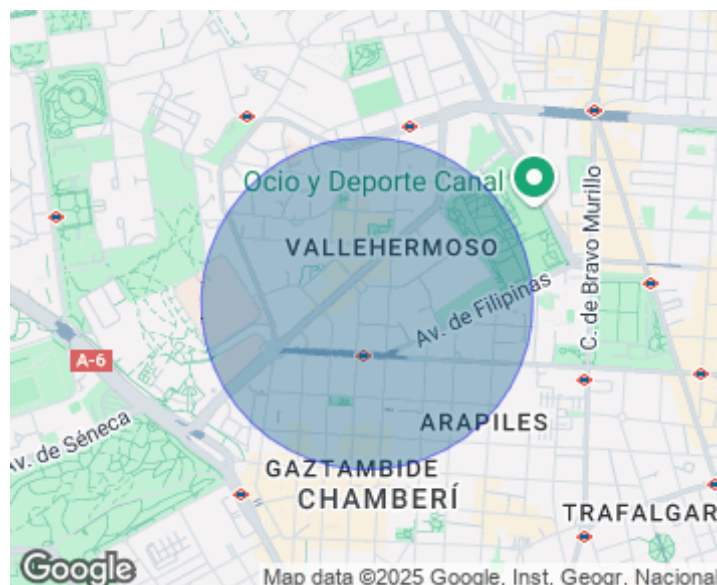 Ocio y Deporte Canal
C. de Bravo Murillo
VALLEHERMOSO
Av. de Filipinas
A-6
Av. de Séneca
ARAPILES
GAZTAMBIDE
CHAMBERÍ
TRAFALGAR
Google
Map data ©2025 Google, Inst. Geogr. Nacional